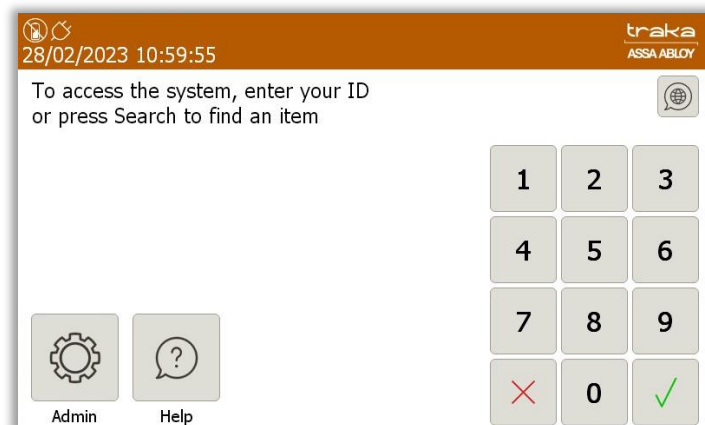 28/02/2023 10:59:55
traka
ASSA ABLOY
To access the system, enter your ID
or press Search to find an item
1 2 3
4 5 6
7 8 9
0
Admin Help